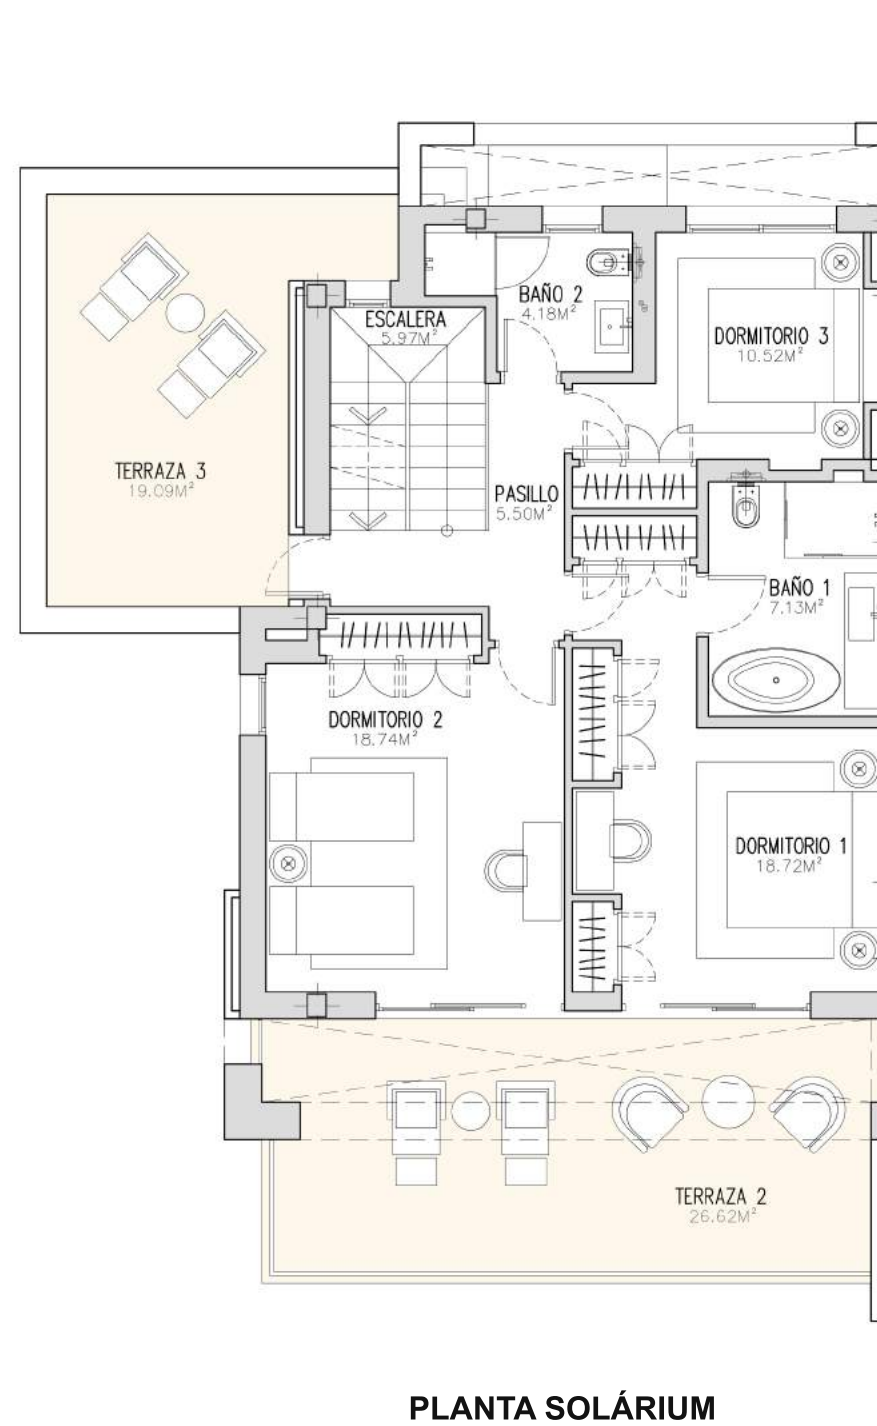 BAÑO 2
4.18M²
ESCALERA
5.97M²
DORMITORIO 3
10.52M²
TERRAZA 3
19.09M²
PASILLO
5.50M²
BAÑO 1
7.13M²
DORMITORIO 2
18.74M²
DORMITORIO 1
18.72M²
TERRAZA 2
26.62M²
PLANTA SOLÁRIUM